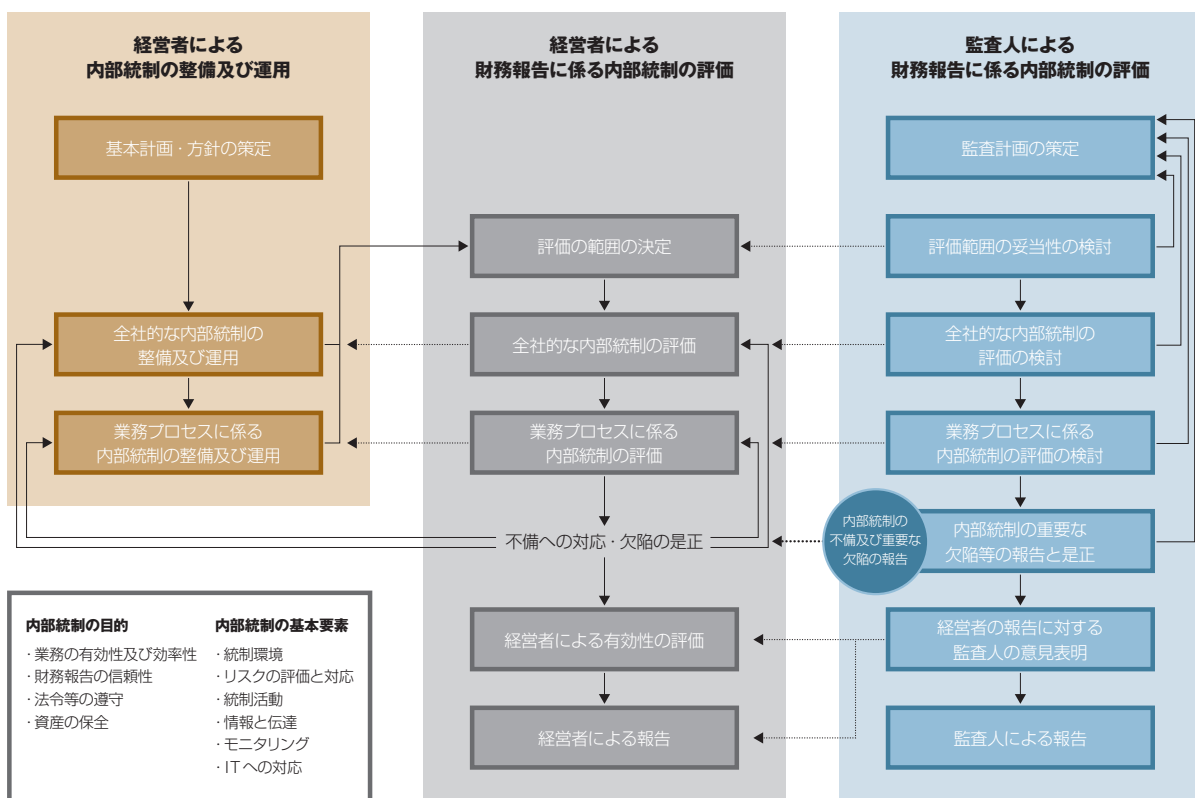 経営者による
内部統制の整備及び運用
基本計画・方針の策定
全社的な内部統制の
整備及び運用
業務プロセスに係る
内部統制の整備及び運用
経営者による
財務報告に係る内部統制の評価
評価の範囲の決定
全社的な内部統制の評価
業務プロセスに係る
内部統制の評価
不備への対応・欠陥の是正
経営者による有効性の評価
経営者による報告
監査人による
財務報告に係る内部統制の評価
監査計画の策定
評価範囲の妥当性の検討
全社的な内部統制の
評価の検討
業務プロセスに係る
内部統制の評価の検討
内部統制の
不備及び重要な
欠陥の報告
内部統制の重要な
欠陥等の報告と是正
経営者の報告に対する
監査人の意見表明
監査人による報告
内部統制の目的
・業務の有効性及び効率性
・財務報告の信頼性
・法令等の遵守
・資産の保全
内部統制の基本要素
・統制環境
・リスクの評価と対応
・統制活動
・情報と伝達
・モニタリング
・ITへの対応